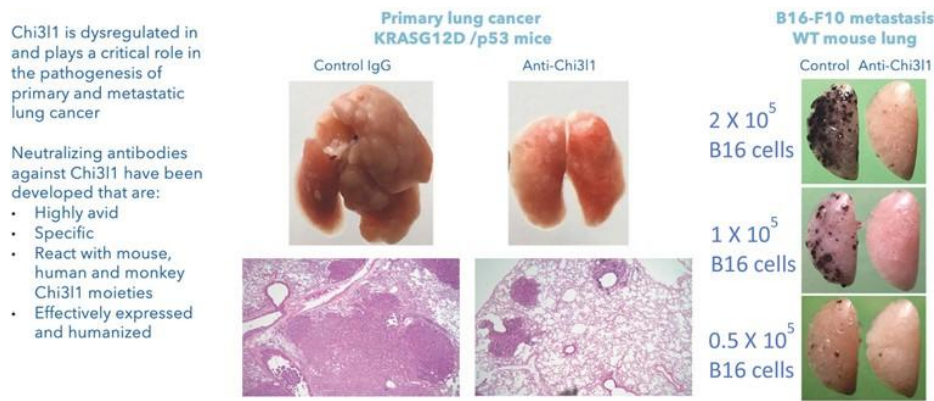 Chi3l1 is dysregulated in
and plays a critical role in
the pathogenesis of
primary and metastatic
lung cancer
Neutralizing antibodies
against Chi3l1 have been
developed that are:
• Highly avid
• Specific
• React with mouse,
human and monkey
Chi3l1 moieties
• Effectively expressed
and humanized
Primary lung cancer
KRASG12D /p53 mice
Control IgG
Anti-Chi3l1
B16-F10 metastasis
WT mouse lung
Control Anti-Chi3l1
2 X 10⁵
B16 cells
1 X 10⁵
B16 cells
0.5 X 10⁵
B16 cells